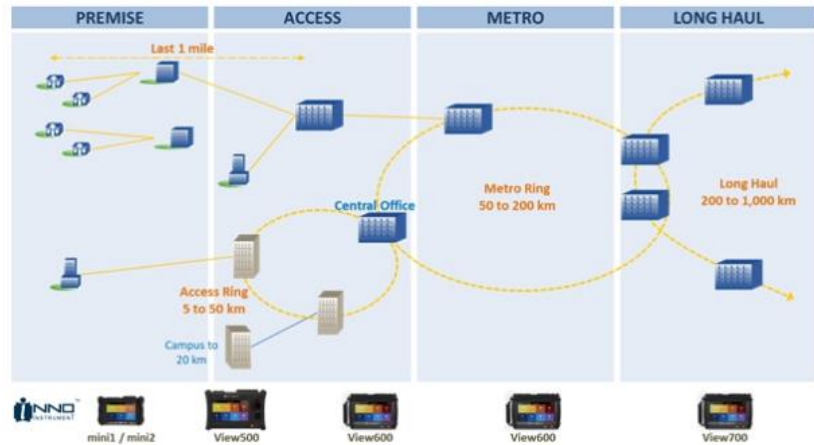 PREMISE
ACCESS
METRO
LONG HAUL
Last 1 mile
Central Office
Metro Ring
50 to 200 km
Long Haul
200 to 1,000 km
Access Ring
5 to 50 km
Campus to
20 km
INNO
INSTRUMENT
mini1 / mini2
View500
View600
View600
View700